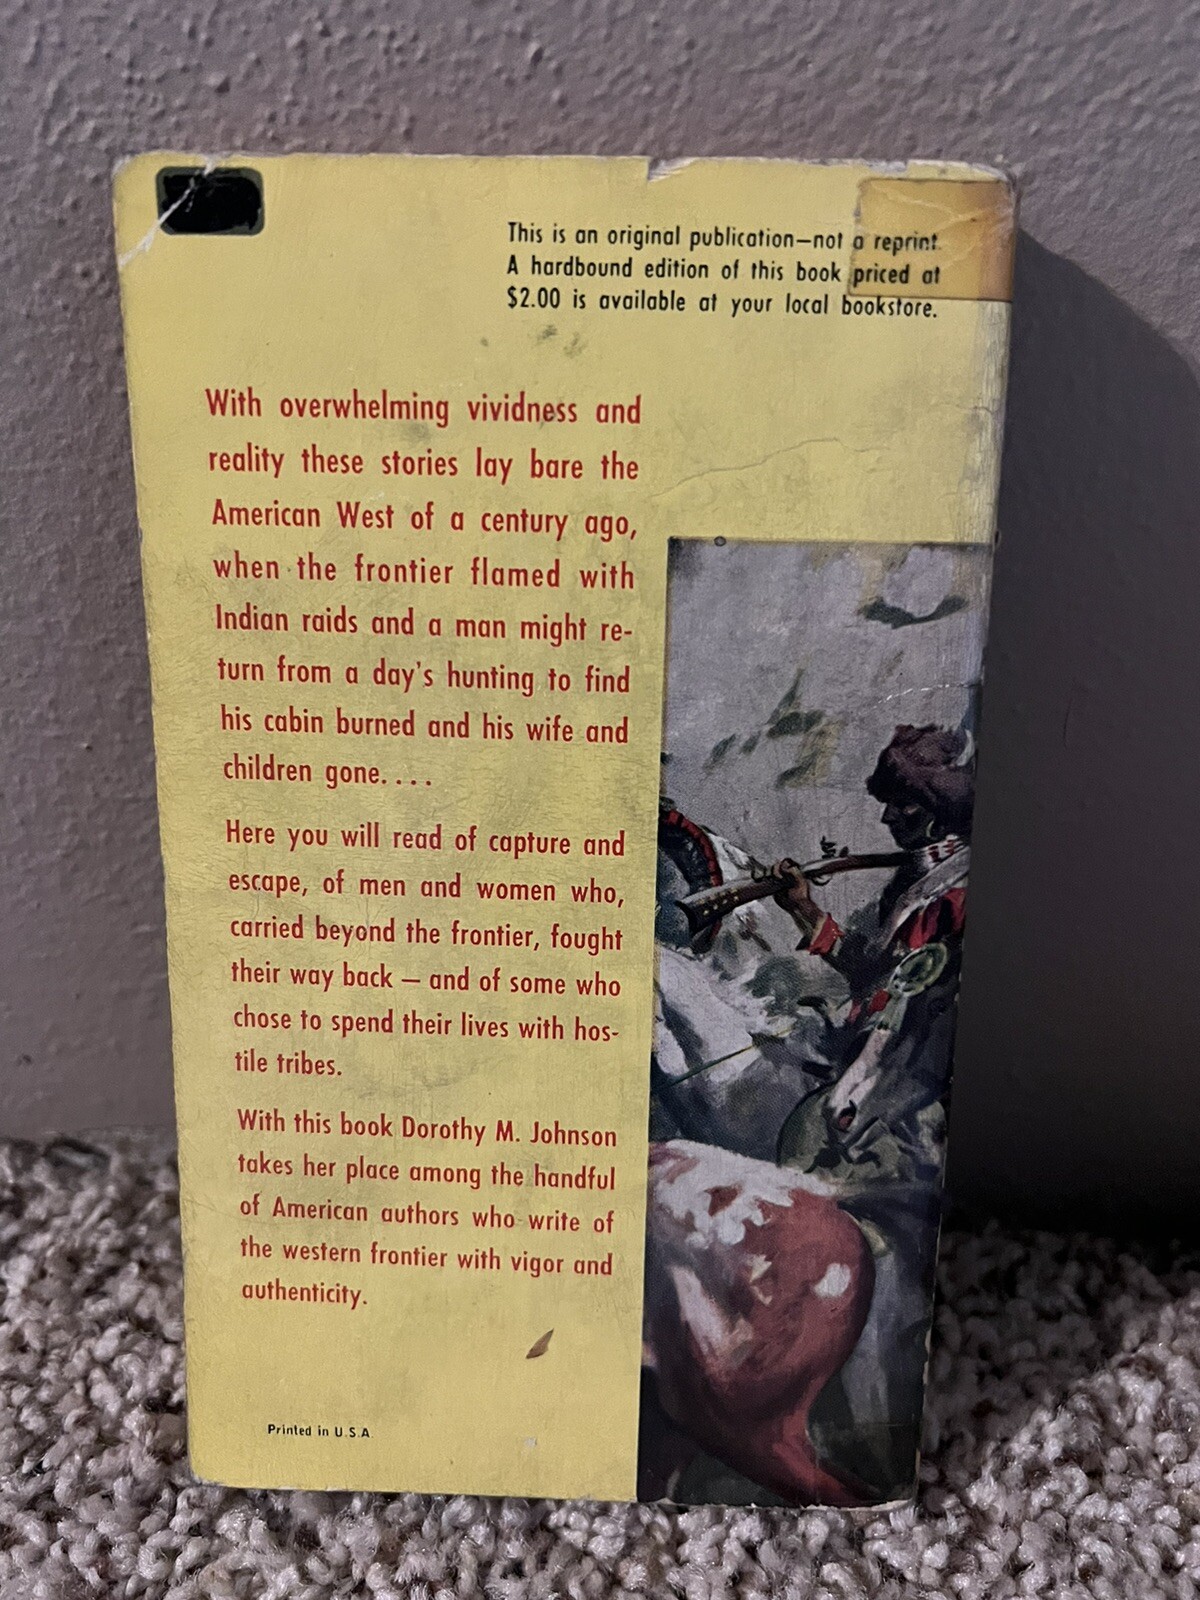 This is an original publication—not a reprint.
A hardbound edition of this book priced at
$2.00 is available at your local bookstore.
With overwhelming vividness and
reality these stories lay bare the
American West of a century ago,
when the frontier flamed with
Indian raids and a man might re-
turn from a day's hunting to find
his cabin burned and his wife and
children gone....
Here you will read of capture and
escape, of men and women who,
carried beyond the frontier, fought
their way back — and of some who
chose to spend their lives with hos-
tile tribes.
With this book Dorothy M. Johnson
takes her place among the handful
of American authors who write of
the western frontier with vigor and
authenticity.
Printed in U.S.A.